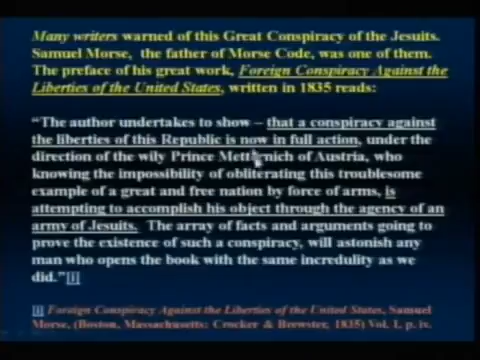 Many writers warned of this Great Conspiracy of the Jesuits.
Samuel Morse, the father of Morse Code, was one of them.
The preface of his great work, Foreign Conspiracy Against the
Liberties of the United States, written in 1835 reads:
“The author undertakes to show – that a conspiracy against
the liberties of this Republic is now in full action, under the
direction of the wily Prince Metternich of Austria, who
knowing the impossibility of obliterating this troublesome
example of a great and free nation by force of arms, is
attempting to accomplish his object through the agency of an
army of Jesuits. The array of facts and arguments going to
prove the existence of such a conspiracy, will astonish any
man who opens the book with the same incredulity as we
did.”[i]
[i] Foreign Conspiracy Against the Liberties of the United States, Samuel
Morse, (Boston, Massachusetts: Crocker & Brewster, 1835) Vol. I, p. iv.